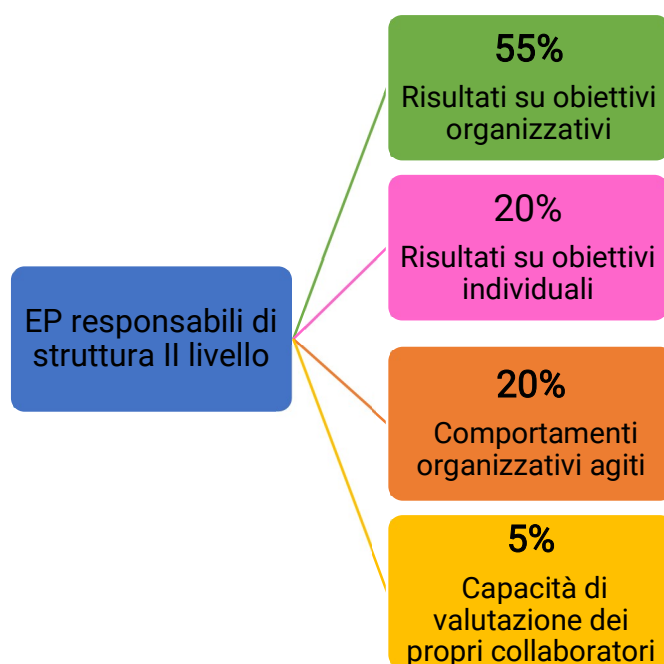 EP responsabili di
struttura II livello
55%
Risultati su obiettivi
organizzativi
20%
Risultati su obiettivi
individuali
20%
Comportamenti
organizzativi agiti
5%
Capacità di
valutazione dei
propri collaboratori